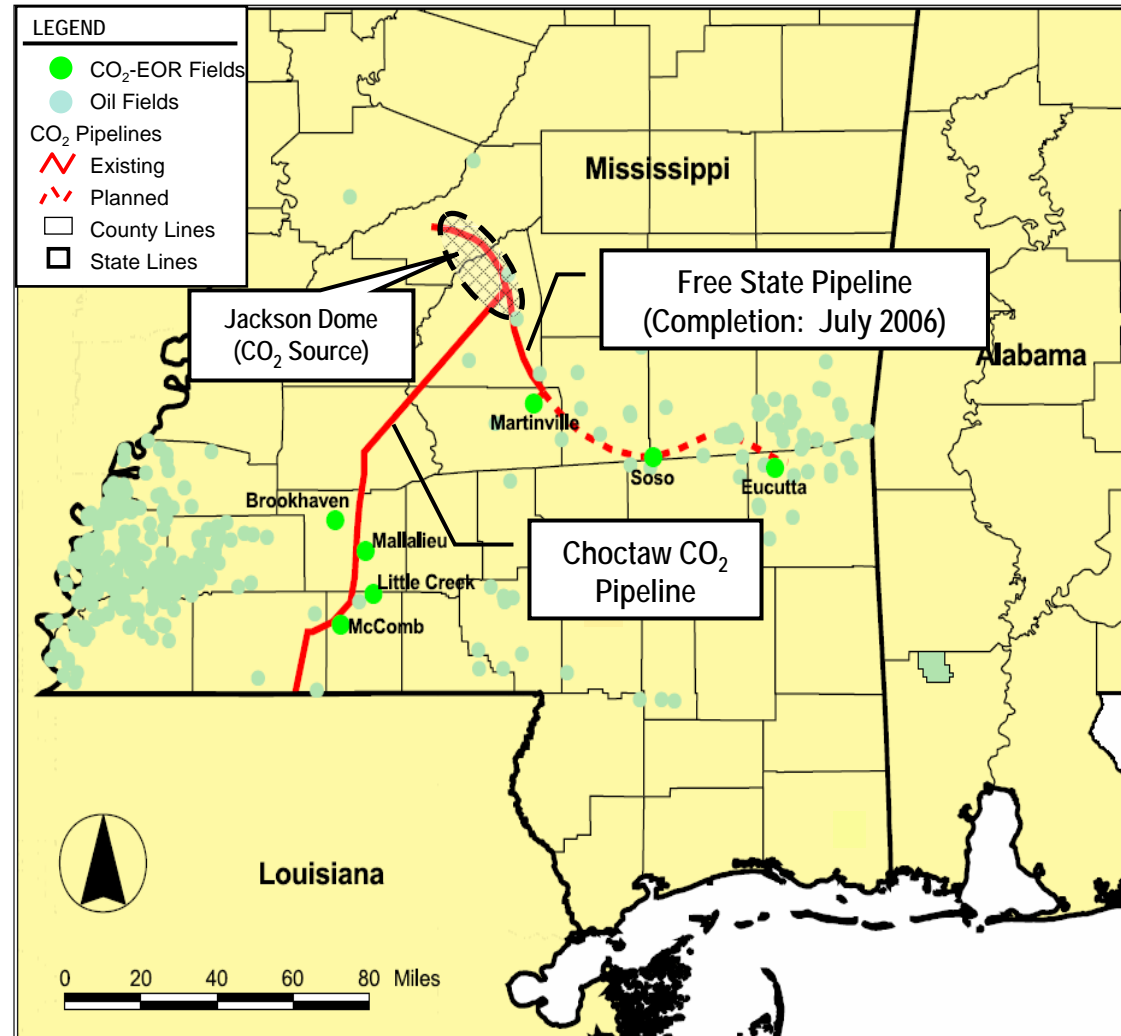 LEGEND
CO₂-EOR Fields
Oil Fields
CO₂ Pipelines
Existing
Planned
County Lines
State Lines
Mississippi
Jackson Dome
(CO₂ Source)
Free State Pipeline
(Completion: July 2006)
Alabama
Martinville
Soso
Eucutta
Brookhaven
Mallalieu
Little Creek
McComb
Choctaw CO₂
Pipeline
Louisiana
0 20 40 60 80 Miles